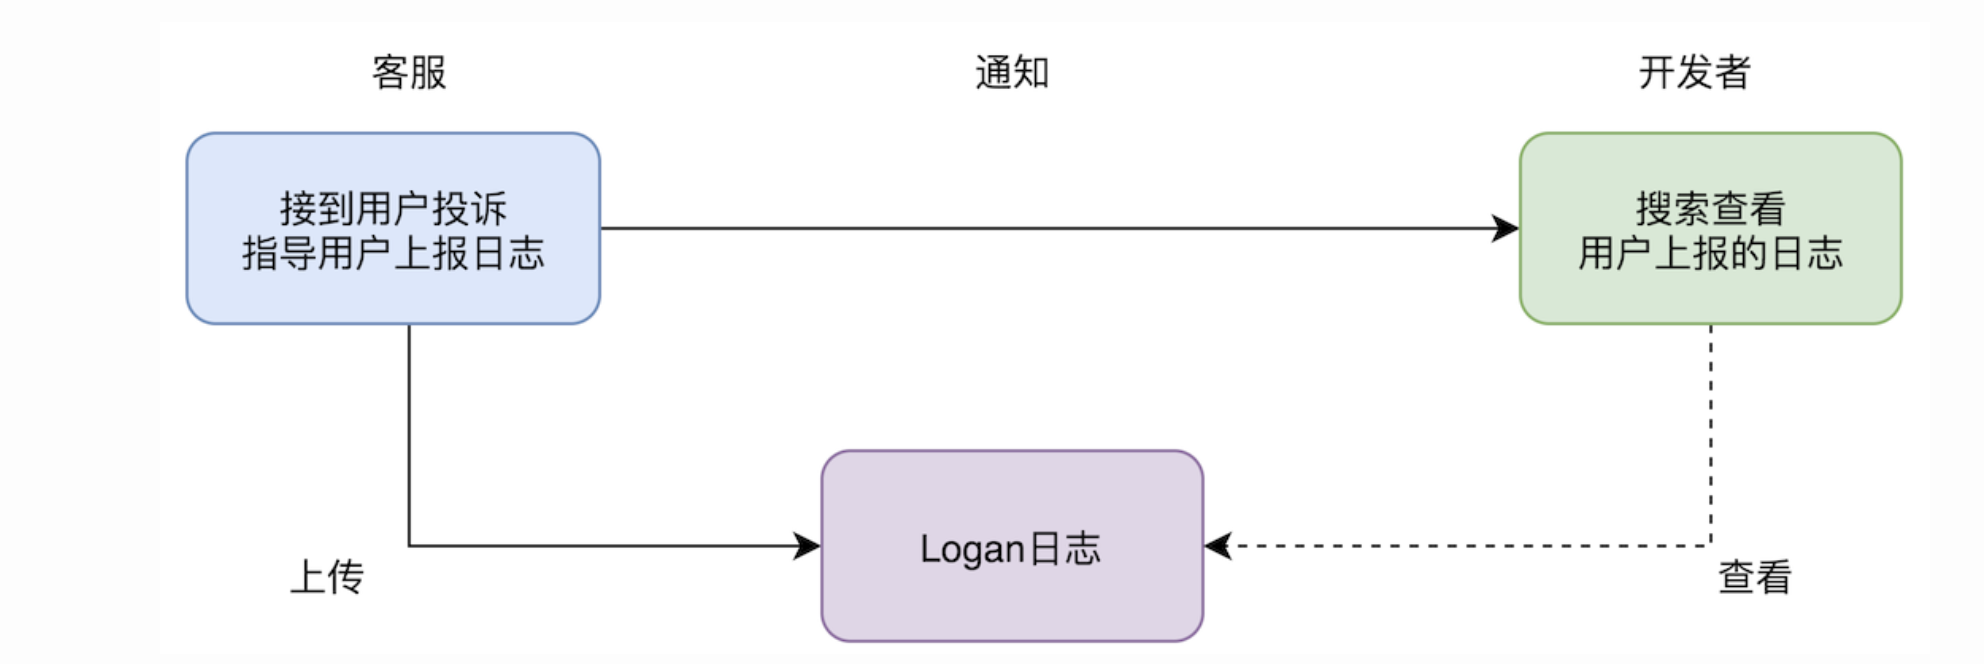 客服
通知
开发者
接到用户投诉
指导用户上报日志
搜索查看
用户上报的日志
Logan日志
上传
查看